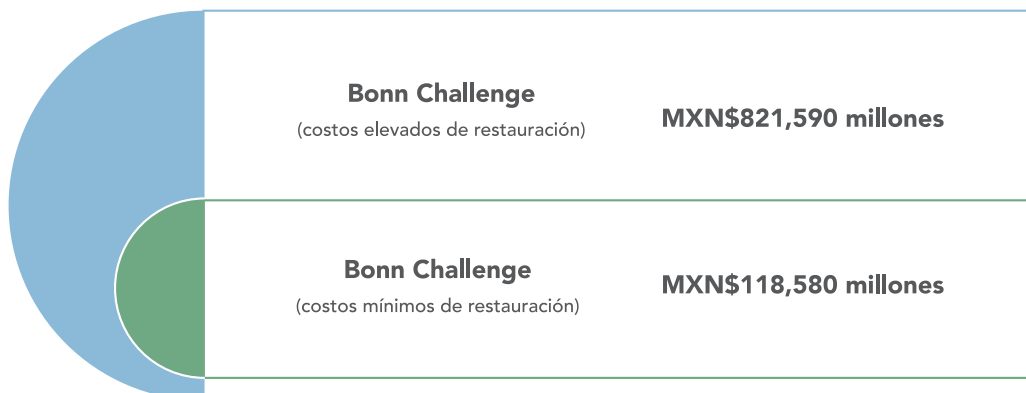 Bonn Challenge
(costos elevados de restauración)
MXN$821,590 millones
Bonn Challenge
(costos mínimos de restauración)
MXN$118,580 millones